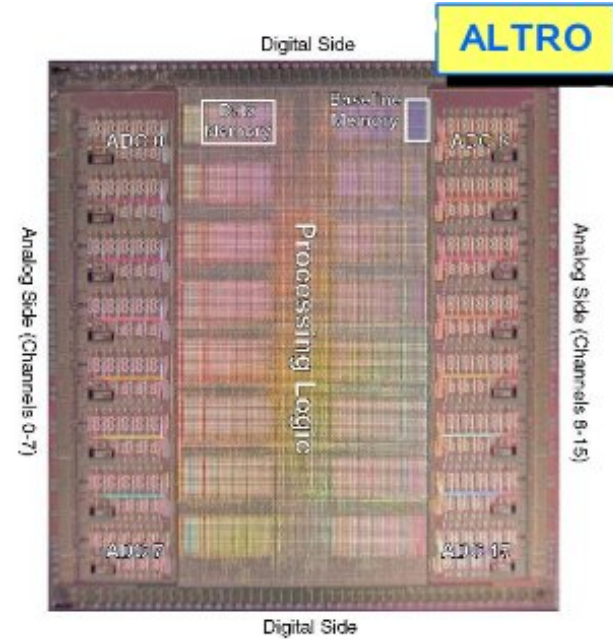 ALTRO
Digital Side
Data
Memory
Baseline
Memory
ADC 0
ADC 8
Analog Side (Channels 0-7)
Processing Logic
Analog Side (Channels 8-15)
ADC 7
ADC 15
Digital Side